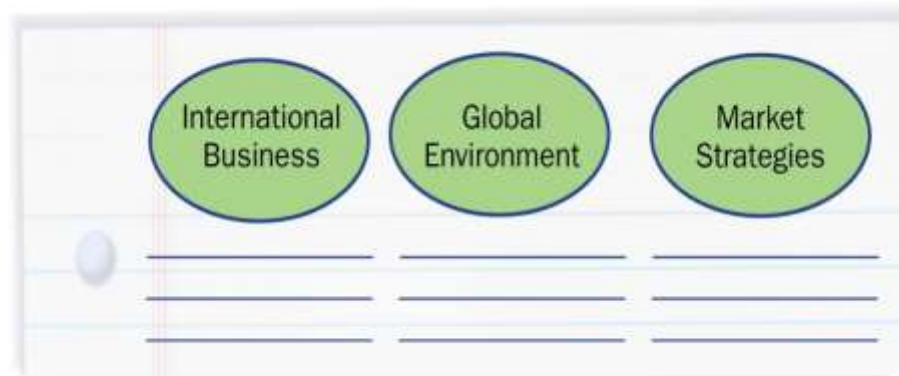 International
Business
Global
Environment
Market
Strategies